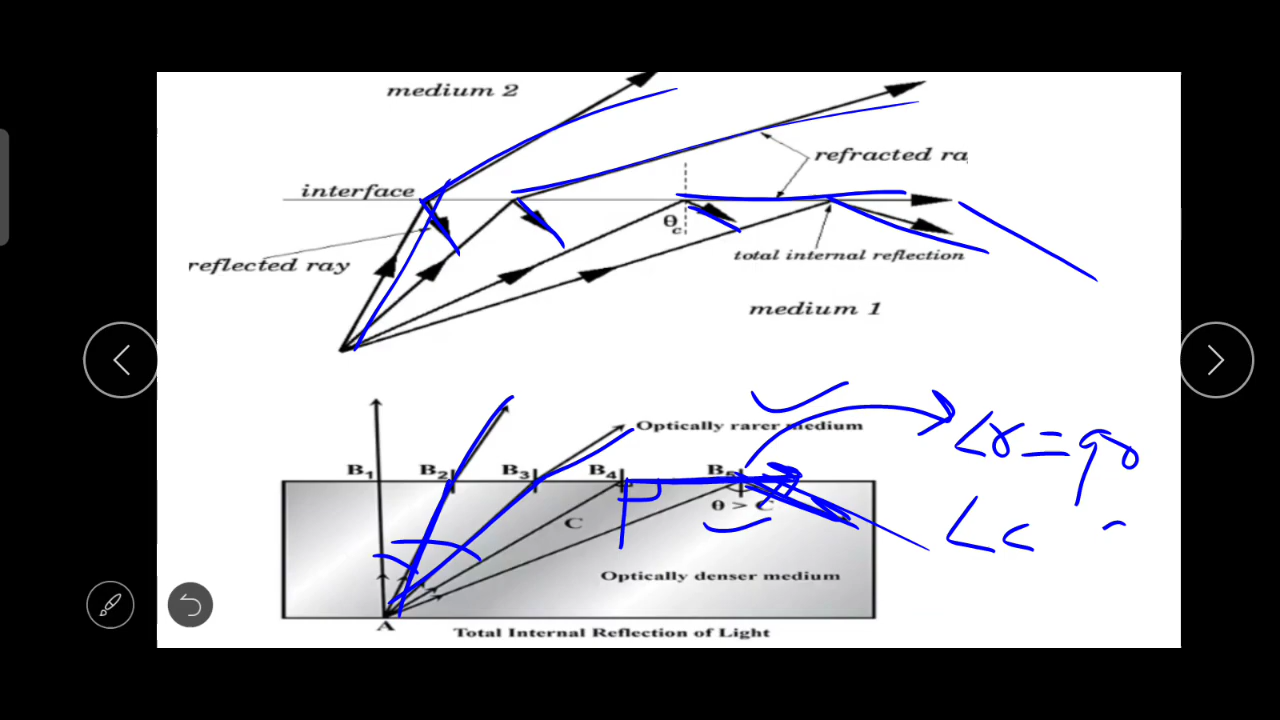 medium 2
refracted ra
interface
θc
reflected ray
total internal reflection
medium 1
Optically rarer medium
∠r = 90
B1 B2 B3 B4 B5
θ > C
C
∠c
Optically denser medium
A
Total Internal Reflection of Light